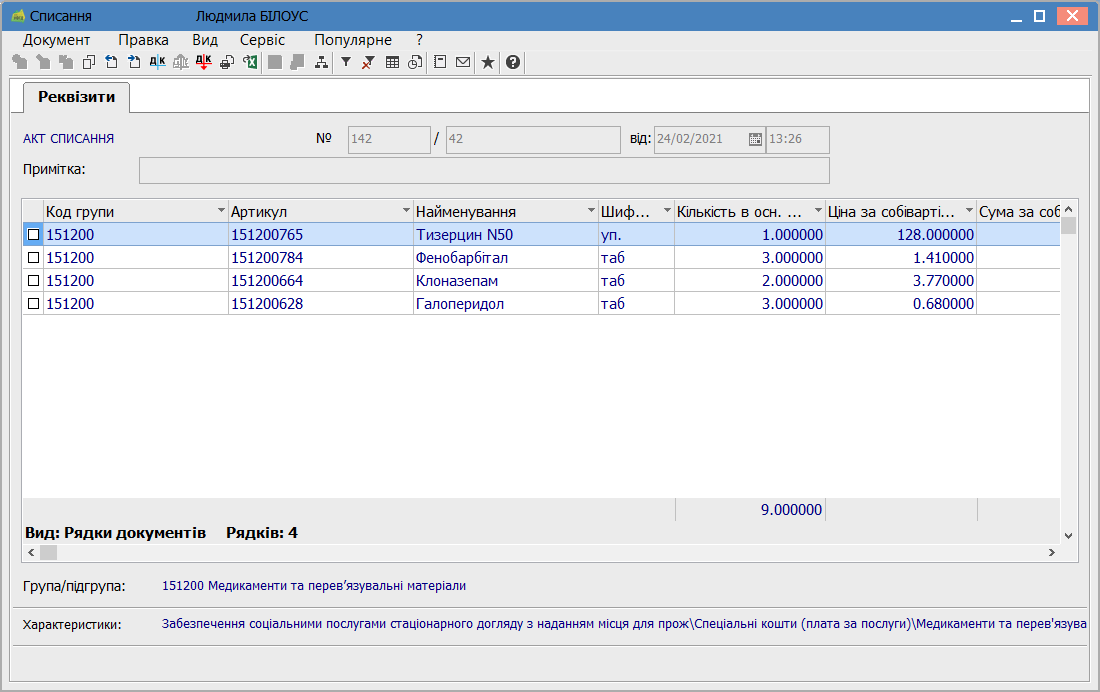 Списання Людмила БІЛОУС
Документ Правка Вид Сервіс Популярне ?
Реквізити
АКТ СПИСАННЯ № 142 / 42 від: 24/02/2021 13:26
Примітка:
Код групи Артикул Найменування Шиф... Кількість в осн. ... Ціна за собіварті... Сума за соб
151200 151200765 Тизерцин N50 уп. 1.000000 128.000000
151200 151200784 Фенобарбітал таб 3.000000 1.410000
151200 151200664 Клоназепам таб 2.000000 3.770000
151200 151200628 Галоперидол таб 3.000000 0.680000
9.000000
Вид: Рядки документів Рядків: 4
Група/підгрупа: 151200 Медикаменти та перев’язувальні матеріали
Характеристики: Забезпечення соціальними послугами стаціонарного догляду з наданням місця для прож\Спеціальні кошти (плата за послуги)\Медикаменти та перев'язува